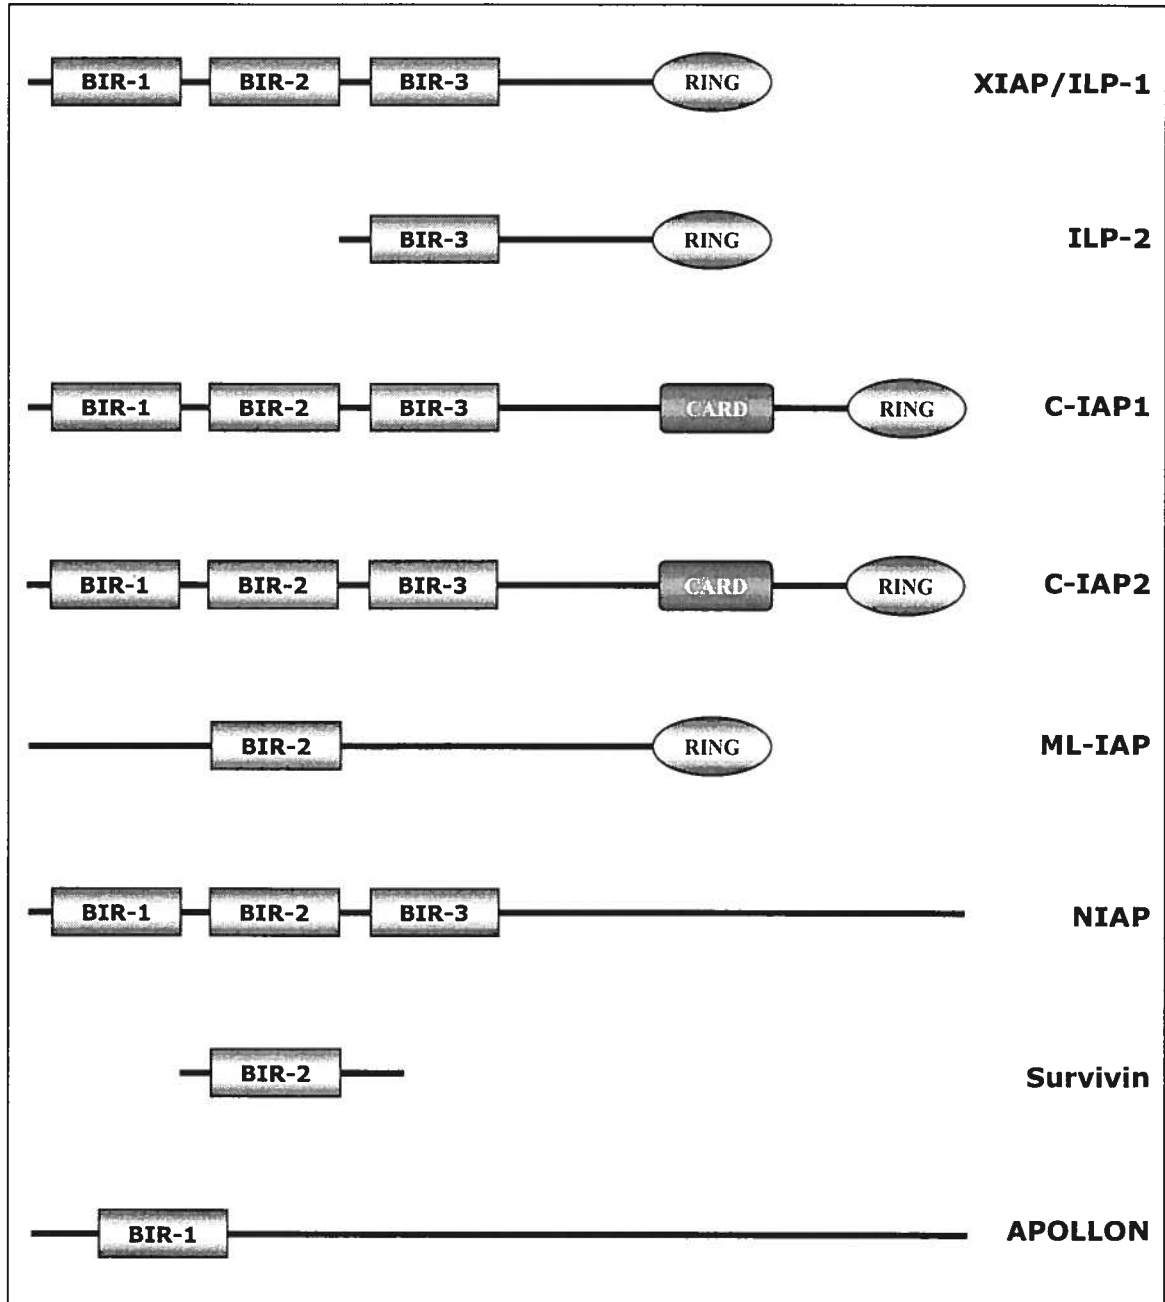 BIR-1 BIR-2 BIR-3 RING XIAP/ILP-1
BIR-3 RING ILP-2
BIR-1 BIR-2 BIR-3 CARD RING C-IAP1
BIR-1 BIR-2 BIR-3 CARD RING C-IAP2
BIR-2 RING ML-IAP
BIR-1 BIR-2 BIR-3 NIAP
BIR-2 Survivin
BIR-1 APOLLON